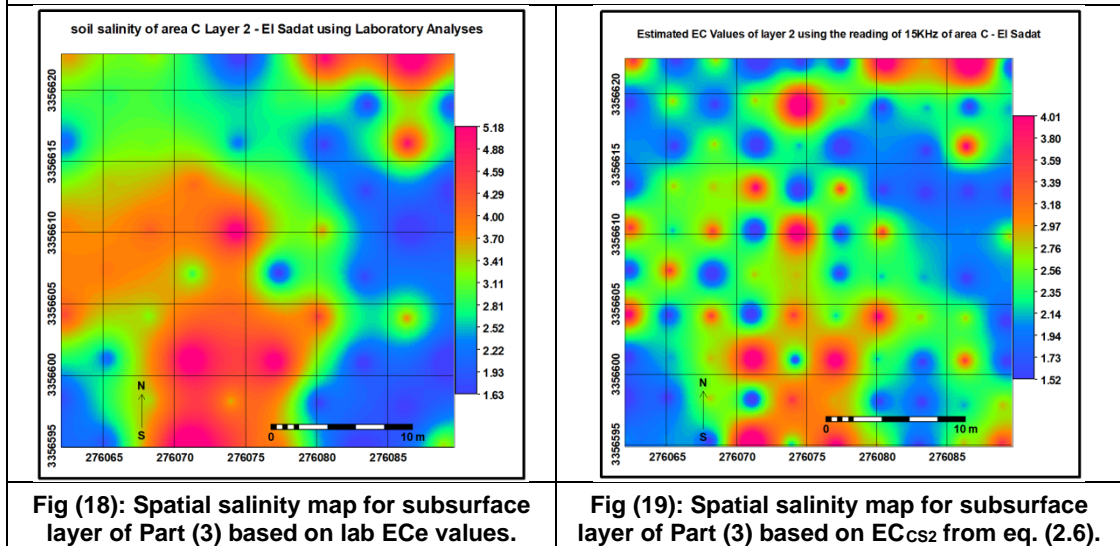 soil salinity of area C Layer 2 - El Sadat using Laboratory Analyses
3356620
3356615
3356610
3356605
3356600
3356595
276065 276070 276075 276080 276085
N
S
0 10 m
5.18
4.88
4.59
4.29
4.00
3.70
3.41
3.11
2.81
2.52
2.22
1.93
1.63
Fig (18): Spatial salinity map for subsurface
layer of Part (3) based on lab ECe values.
Estimated EC Values of layer 2 using the reading of 15KHz of area C - El Sadat
3356620
3356615
3356610
3356605
3356600
3356595
276065 276070 276075 276080 276085
N
S
0 10 m
4.01
3.80
3.59
3.39
3.18
2.97
2.76
2.56
2.35
2.14
1.94
1.73
1.52
Fig (19): Spatial salinity map for subsurface
layer of Part (3) based on ECCS2 from eq. (2.6).